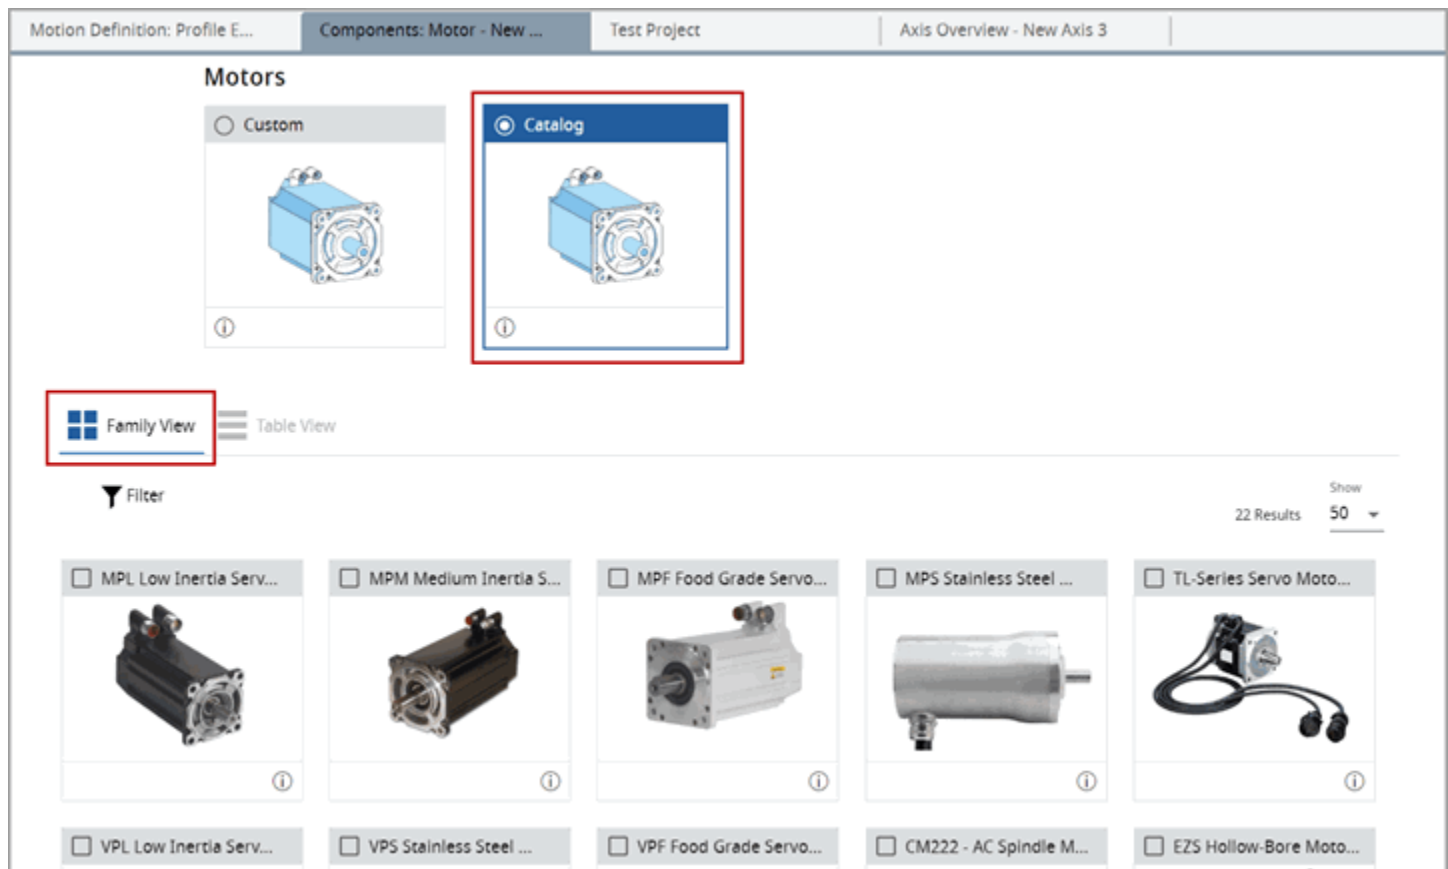 Motion Definition: Profile E...
Components: Motor - New ...
Test Project
Axis Overview - New Axis 3
Motors
Custom
Catalog
Family View
Table View
Filter
Show
22 Results
50
MPL Low Inertia Serv...
MPM Medium Inertia S...
MPF Food Grade Servo...
MPS Stainless Steel ...
TL-Series Servo Moto...
VPL Low Inertia Serv...
VPS Stainless Steel ...
VPF Food Grade Servo...
CM222 - AC Spindle M...
EZS Hollow-Bore Moto...